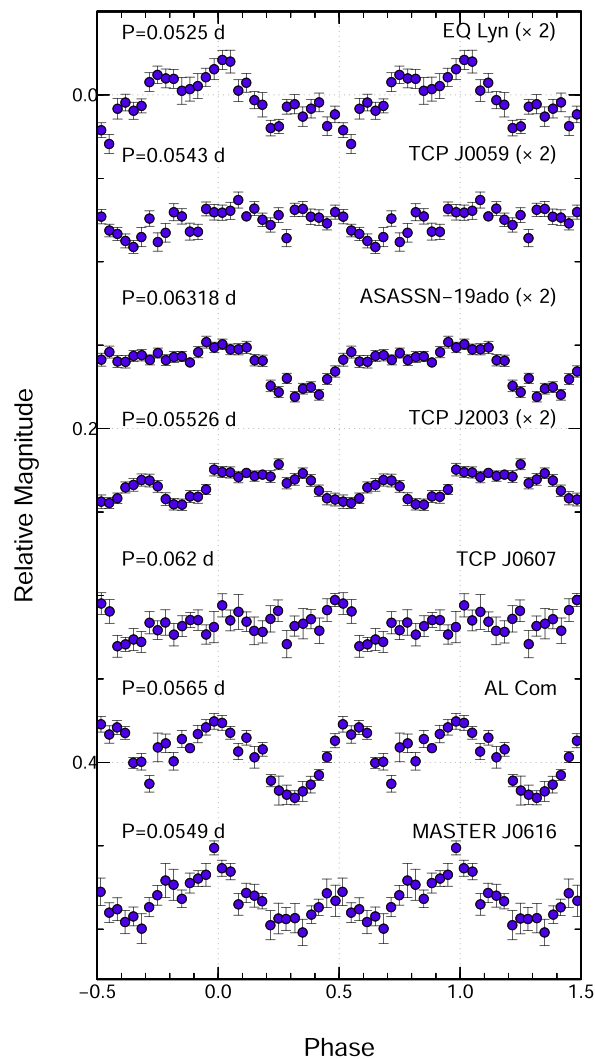 P=0.0525 d EQ Lyn (× 2)
0.0
P=0.0543 d TCP J0059 (× 2)
P=0.06318 d ASASSN−19ado (× 2)
P=0.05526 d TCP J2003 (× 2)
0.2
P=0.062 d TCP J0607
P=0.0565 d AL Com
0.4
P=0.0549 d MASTER J0616
Relative Magnitude
−0.5 0.0 0.5 1.0 1.5
Phase